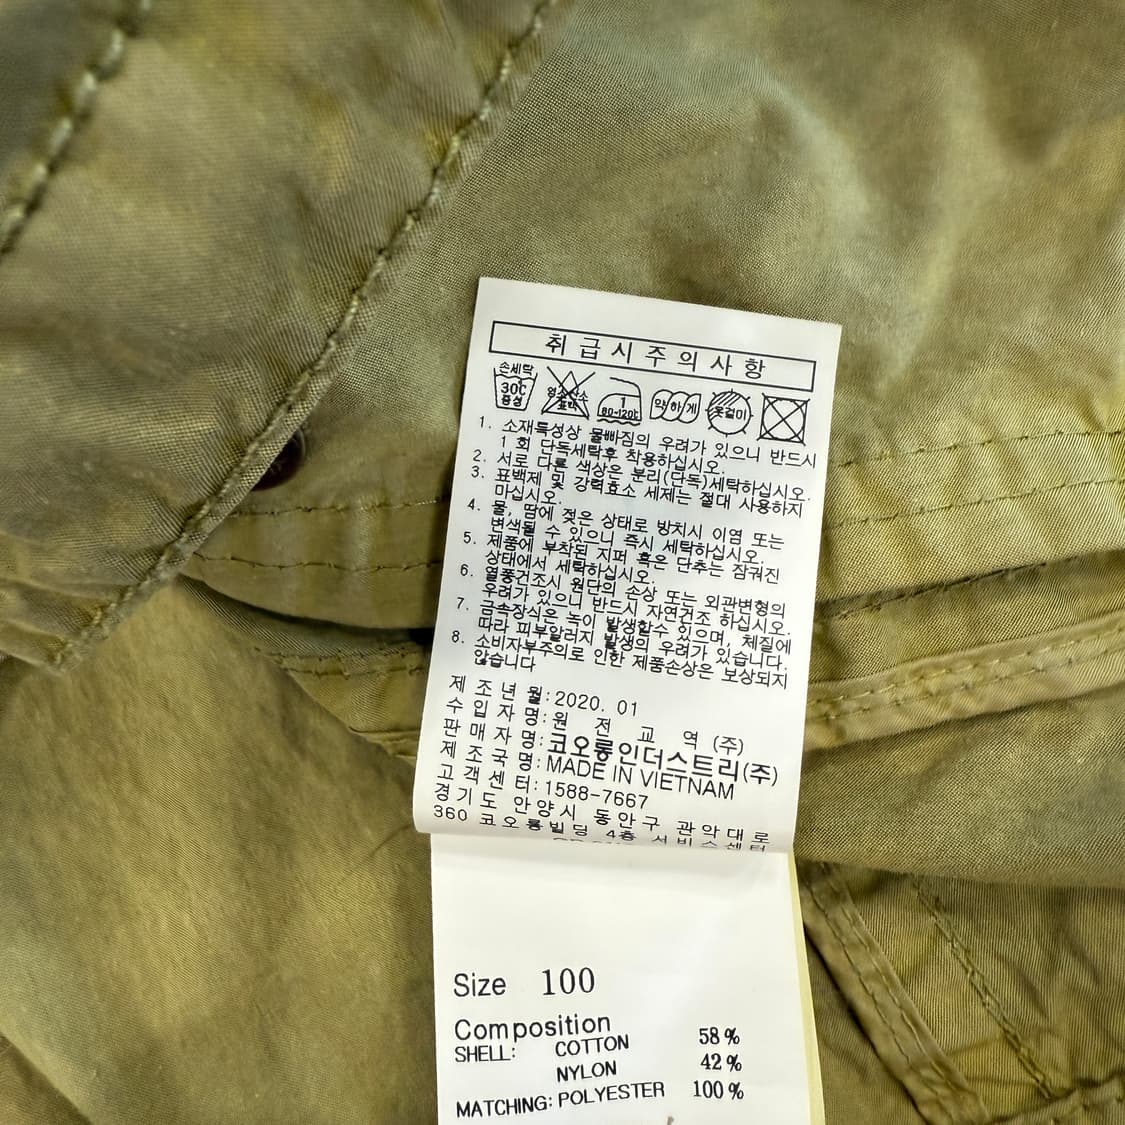 취급시주의사항
손세탁
30℃
중성
염소산소
표백
1
80-120℃
약하게
옷걸이
1. 소재특성상 물빠짐의 우려가 있으니 반드시
1 회 단독세탁후 착용하십시오.
2. 서로 다른 색상은 분리(단독)세탁하십시오.
3. 표백제 및 강력효소 세제는 절대 사용하지
마십시오.
4. 물, 땀에 젖은 상태로 방치시 이염 또는
변색될 수 있으니 즉시 세탁하십시오.
5. 제품에 부착된 지퍼 혹은 단추는 잠궈진
상태에서 세탁하십시오.
6. 열풍건조시 원단의 손상 또는 외관변형의
우려가 있으니 반드시 자연건조 하십시오.
7. 금속장식은 녹이 발생할수 있으며, 체질에
따라 피부알러지 발생의 우려가 있습니다.
8. 소비자부주의로 인한 제품손상은 보상되지
않습니다
제 조 년 월:2020. 01
수 입 자 명:원 전 교 역 (주)
판 매 자 명:코오롱인더스트리(주)
제 조 국 명:MADE IN VIETNAM
고 객 센 터:1588-7667
경기도 안양시 동안구 관악대로
360 코오롱빌딩 4층 서비스센터
Size 100
Composition
SHELL: COTTON 58%
NYLON 42%
MATCHING: POLYESTER 100%